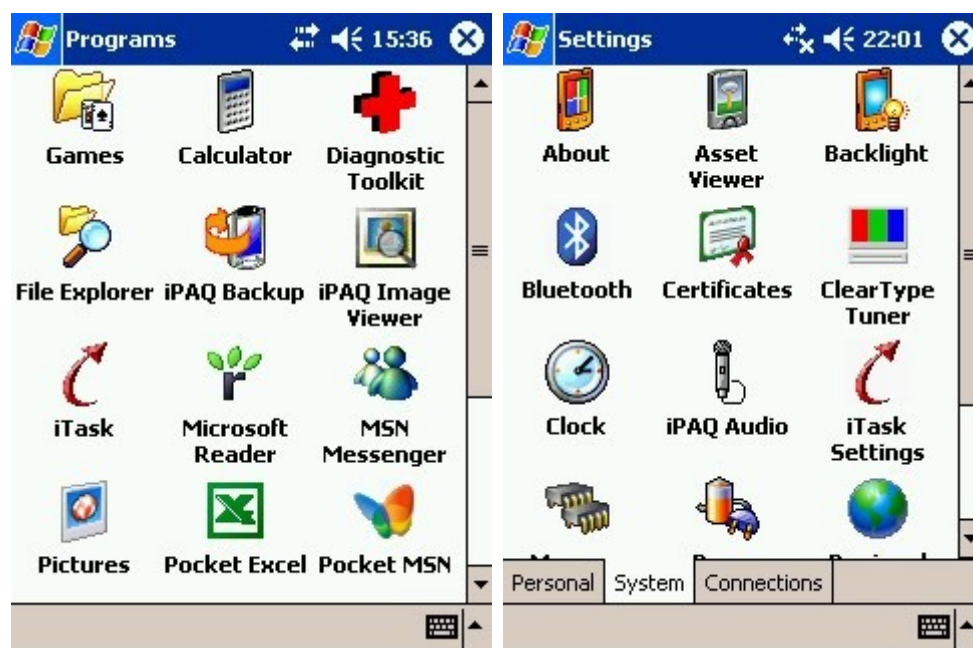 Programs 15:36
Games Calculator Diagnostic
Toolkit
File Explorer iPAQ Backup iPAQ Image
Viewer
iTask Microsoft MSN
Reader Messenger
Pictures Pocket Excel Pocket MSN
Settings 22:01
About Asset Backlight
Viewer
Bluetooth Certificates ClearType
Tuner
Clock iPAQ Audio iTask
Settings
Personal System Connections